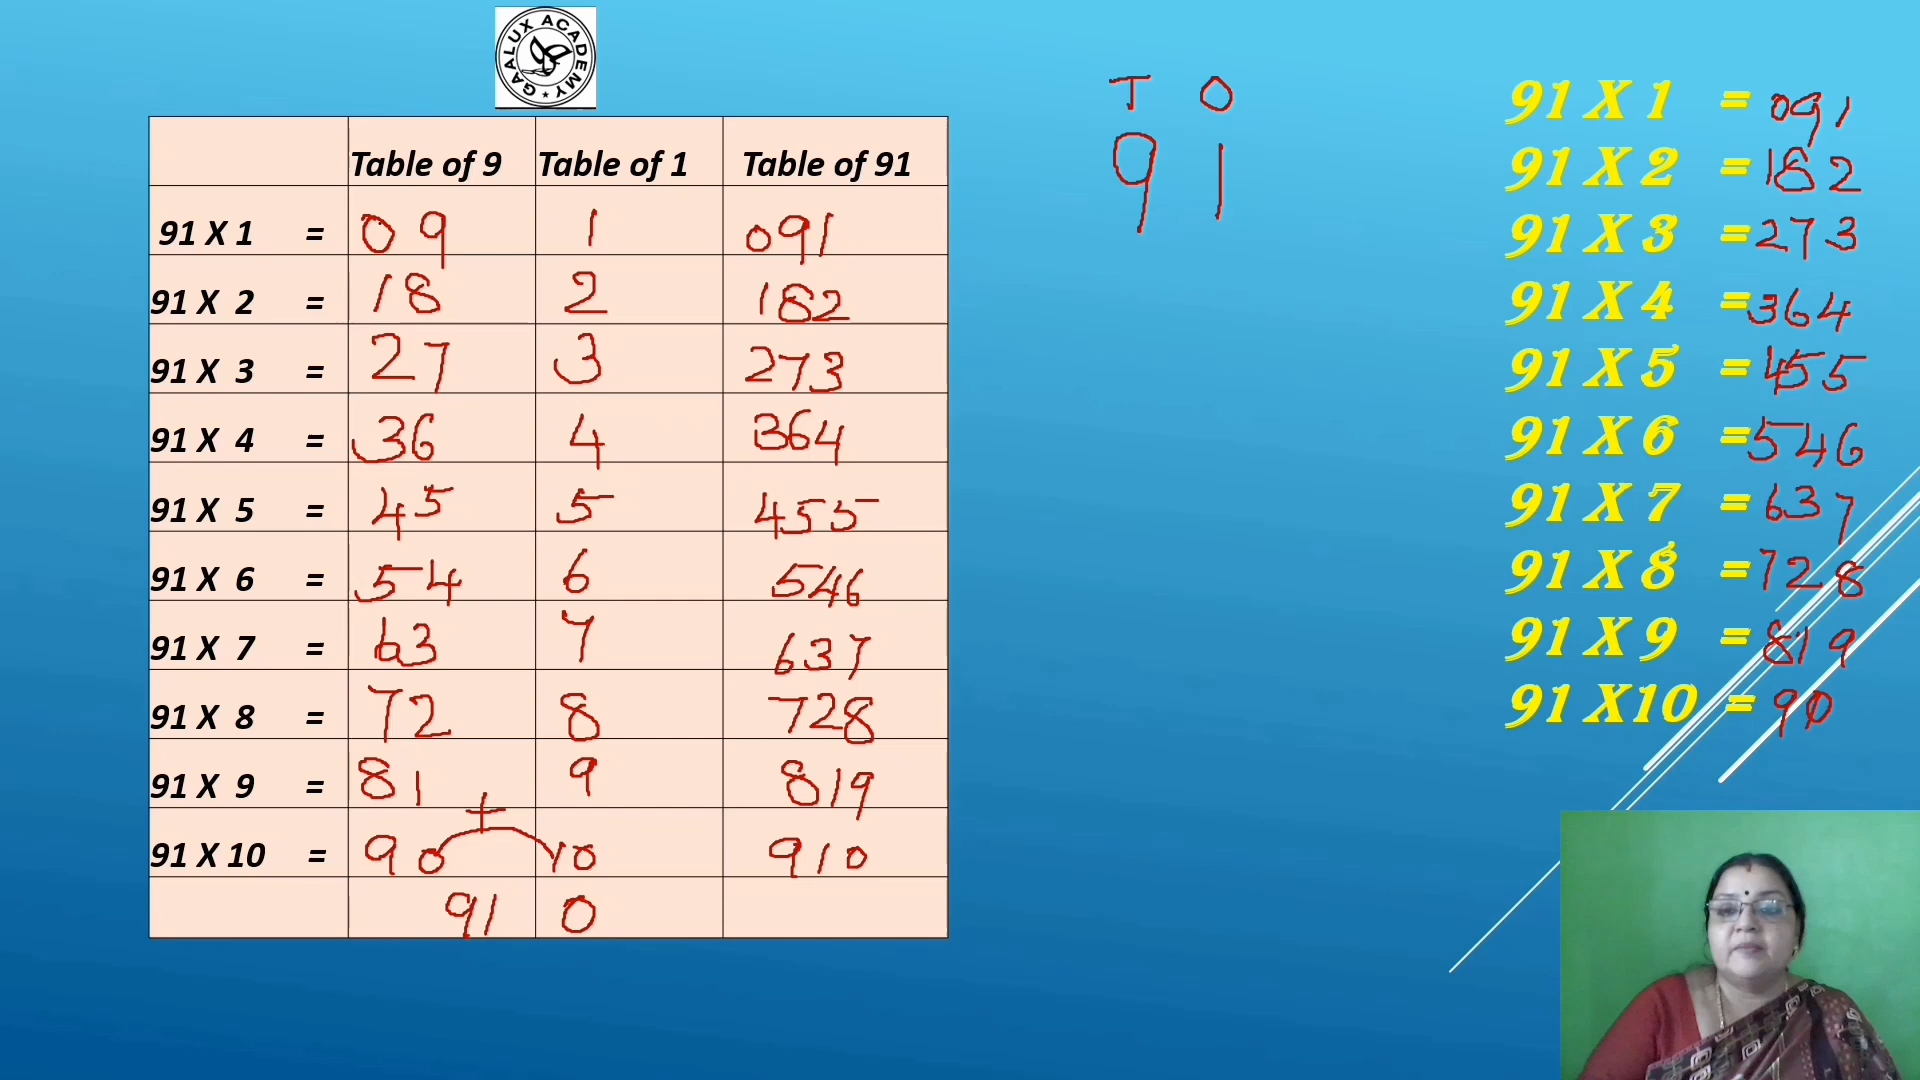 GAALUX ACADEMY
Table of 9 Table of 1 Table of 91
91 X 1 = 09 1 091
91 X 2 = 18 2 182
91 X 3 = 27 3 273
91 X 4 = 36 4 364
91 X 5 = 45 5 455
91 X 6 = 54 6 546
91 X 7 = 63 7 637
91 X 8 = 72 8 728
91 X 9 = 81 9 819
+
91 X 10 = 90 10 910
91 0
T O
9 1
91 X 1 = 091
91 X 2 = 182
91 X 3 = 273
91 X 4 = 364
91 X 5 = 455
91 X 6 = 546
91 X 7 = 637
91 X 8 = 728
91 X 9 = 819
91 X10 = 90